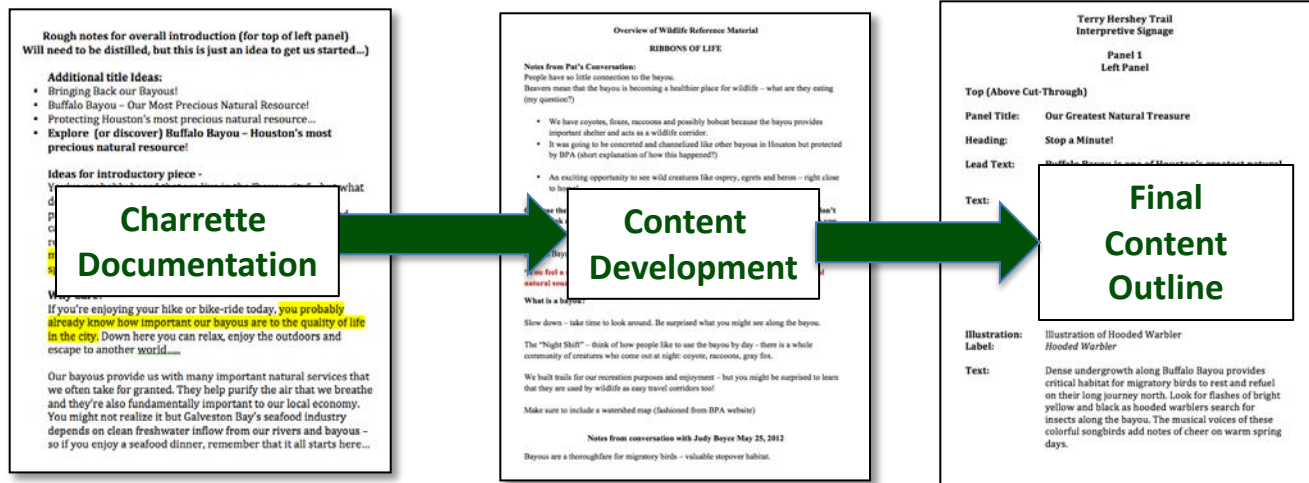 Rough notes for overall introduction (for top of left panel)
Will need to be distilled, but this is just an idea to get us started…)
Additional title Ideas:
• Bringing Back our Bayous!
• Buffalo Bayou – Our Most Precious Natural Resource!
• Protecting Houston's most precious natural resource…
• Explore (or discover) Buffalo Bayou – Houston's most
precious natural resource!
Ideas for introductory piece -
what
Charrette
Documentation
If you're enjoying your hike or bike-ride today, you probably
already know how important our bayous are to the quality of life
in the city. Down here you can relax, enjoy the outdoors and
escape to another world.....
Our bayous provide us with many important natural services that
we often take for granted. They help purify the air that we breathe
and they're also fundamentally important to our local economy.
You might not realize it but Galveston Bay's seafood industry
depends on clean freshwater inflow from our rivers and bayous –
so if you enjoy a seafood dinner, remember that it all starts here…
Overview of Wildlife Reference Material
RIBBONS OF LIFE
Notes from Pat's Conversation:
People have so little connection to the bayou.
Beavers mean that the bayou is becoming a healthier place for wildlife – what are they eating
(my question?)
• We have coyotes, foxes, raccoons and possibly bobcat because the bayou provides
important shelter and acts as a wildlife corridor.
• It was going to be concreted and channelized like other bayous in Houston but protected
by BPA (short explanation of how this happened?)
• An exciting opportunity to see wild creatures like osprey, egrets and heron – right close
Content
Development
What is a bayou?
Slow down – take time to look around. Be surprised what you might see along the bayou.
The "Night Shift" – think of how people like to use the bayou by day - there is a whole
community of creatures who come out at night: coyote, raccoons, gray fox.
We built trails for our recreation purposes and enjoyment – but you might be surprised to learn
that they are used by wildlife as easy travel corridors too!
Make sure to include a watershed map (fashioned from BPA website)
Notes from conversation with Judy Boyce May 25, 2012
Bayous are a thoroughfare for migratory birds – valuable stopover habitat.
Terry Hershey Trail
Interpretive Signage
Panel 1
Left Panel
Top (Above Cut-Through)
Panel Title: Our Greatest Natural Treasure
Heading: Stop a Minute!
Lead Text: Buffalo Bayou is one of Houston's greatest natural
Text:
Final
Content
Outline
Illustration: Illustration of Hooded Warbler
Label: Hooded Warbler
Text: Dense undergrowth along Buffalo Bayou provides
critical habitat for migratory birds to rest and refuel
on their long journey north. Look for flashes of bright
yellow and black as hooded warblers search for
insects along the bayou. The musical voices of these
colorful songbirds add notes of cheer on warm spring
days.